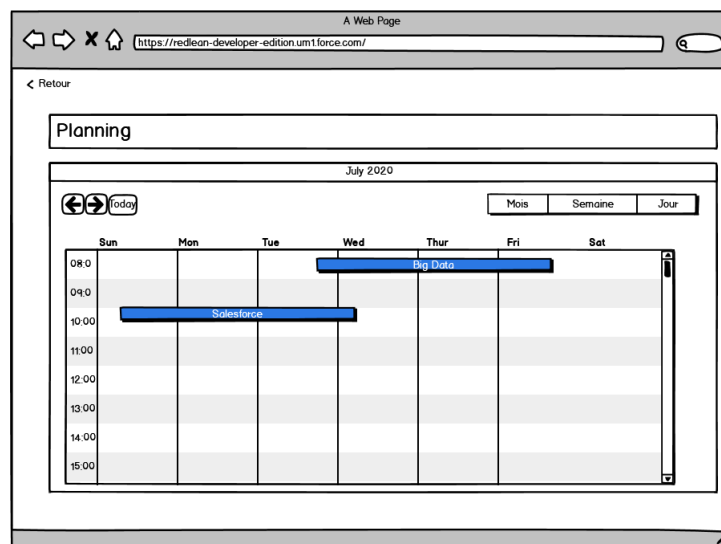 A Web Page
https://redlean-developer-edition.um1.force.com/
Retour
Planning
July 2020
Today
Mois Semaine Jour
Sun Mon Tue Wed Thur Fri Sat
08:0
Big Data
09:0
Salesforce
10:00
11:00
12:00
13:00
14:00
15:00